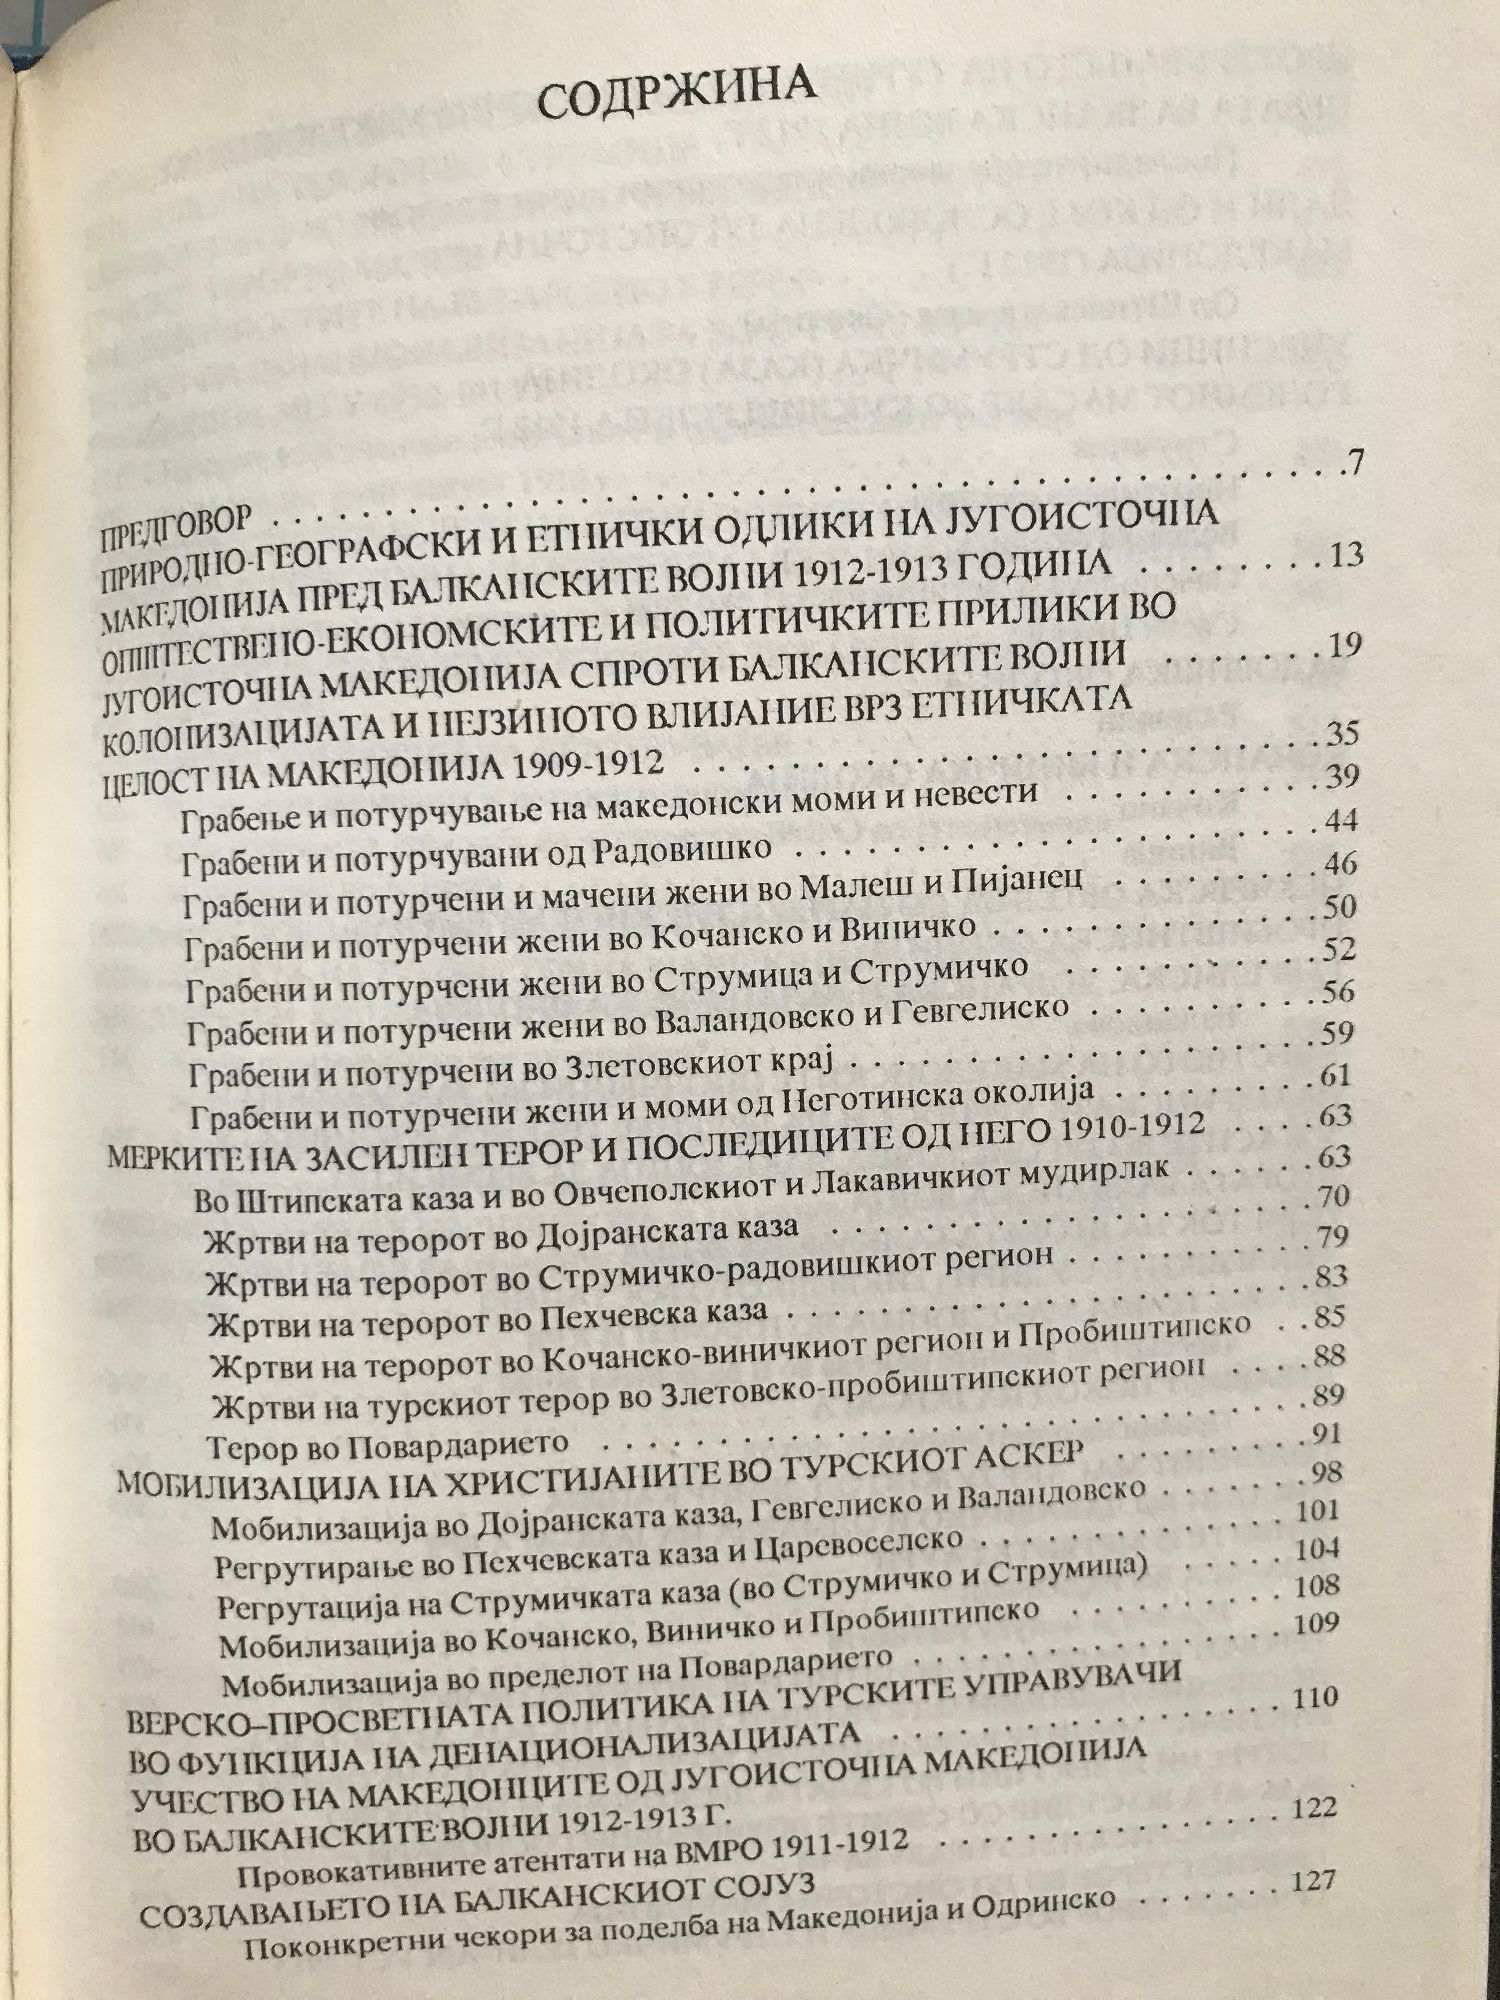 СОДРЖИНА
ПРЕДГОВОР . . . . . . . . . . . . . . . . . . . . . . . . . . . . . . . . . . . 7
ПРИРОДНО-ГЕОГРАФСКИ И ЕТНИЧКИ ОДЛИКИ НА ЈУГОИСТОЧНА
МАКЕДОНИЈА ПРЕД БАЛКАНСКИТЕ ВОЈНИ 1912-1913 ГОДИНА . . . . . . . . 13
ОПШТЕСТВЕНО-ЕКОНОМСКИТЕ И ПОЛИТИЧКИТЕ ПРИЛИКИ ВО
ЈУГОИСТОЧНА МАКЕДОНИЈА СПРОТИ БАЛКАНСКИТЕ ВОЈНИ . . . . . . . 19
КОЛОНИЗАЦИЈАТА И НЕЈЗИНОТО ВЛИЈАНИЕ ВРЗ ЕТНИЧКАТА
ЦЕЛОСТ НА МАКЕДОНИЈА 1909-1912 . . . . . . . . . . . . . . . . . . . . . . 35
Грабење и потурчување на македонски моми и невести . . . . . . . . . . 39
Грабени и потурчувани од Радовишко . . . . . . . . . . . . . . . . . . . 44
Грабени и потурчени и мачени жени во Малеш и Пијанец . . . . . . . . 46
Грабени и потурчени жени во Кочанско и Виничко . . . . . . . . . . . . 50
Грабени и потурчени жени во Струмица и Струмичко . . . . . . . . . . 52
Грабени и потурчени жени во Валандовско и Гевгелиско . . . . . . . . . 56
Грабени и потурчени во Злетовскиот крај . . . . . . . . . . . . . . . . . 59
Грабени и потурчени жени и моми од Неготинска околија . . . . . . . . 61
МЕРКИТЕ НА ЗАСИЛЕН ТЕРОР И ПОСЛЕДИЦИТЕ ОД НЕГО 1910-1912 . . . . 63
Во Штипската каза и во Овчеполскиот и Лакавичкиот мудирлак . . . . . . 63
Жртви на теророт во Дојранската каза . . . . . . . . . . . . . . . . . . 70
Жртви на теророт во Струмичко-радовишкиот регион . . . . . . . . . . 79
Жртви на теророт во Пехчевска каза . . . . . . . . . . . . . . . . . . . 83
Жртви на теророт во Кочанско-виничкиот регион и Пробиштипско . . 85
Жртви на турскиот терор во Злетовско-пробиштипскиот регион . . . . 88
Терор во Повардарието . . . . . . . . . . . . . . . . . . . . . . . . . . 89
МОБИЛИЗАЦИЈА НА ХРИСТИЈАНИТЕ ВО ТУРСКИОТ АСКЕР . . . . . . . . . 91
Мобилизација во Дојранската каза, Гевгелиско и Валандовско . . . . . . . 98
Регрутирање во Пехчевската каза и Царевоселско . . . . . . . . . . . . 101
Регрутација на Струмичката каза (во Струмичко и Струмица) . . . . . 104
Мобилизација во Кочанско, Виничко и Пробиштипско . . . . . . . . . . 108
Мобилизација во пределот на Повардарието . . . . . . . . . . . . . . . 109
ВЕРСКО–ПРОСВЕТНАТА ПОЛИТИКА НА ТУРСКИТЕ УПРАВУВАЧИ
ВО ФУНКЦИЈА НА ДЕНАЦИОНАЛИЗАЦИЈАТА . . . . . . . . . . . . . . . . . 110
УЧЕСТВО НА МАКЕДОНЦИТЕ ОД ЈУГОИСТОЧНА МАКЕДОНИЈА
ВО БАЛКАНСКИТЕ ВОЈНИ 1912-1913 Г.
Провокативните атентати на ВМРО 1911-1912 . . . . . . . . . . . . . . . 122
СОЗДАВАЊЕТО НА БАЛКАНСКИОТ СОЈУЗ
Поконкретни чекори за поделба на Македонија и Одринско . . . . . . . 127